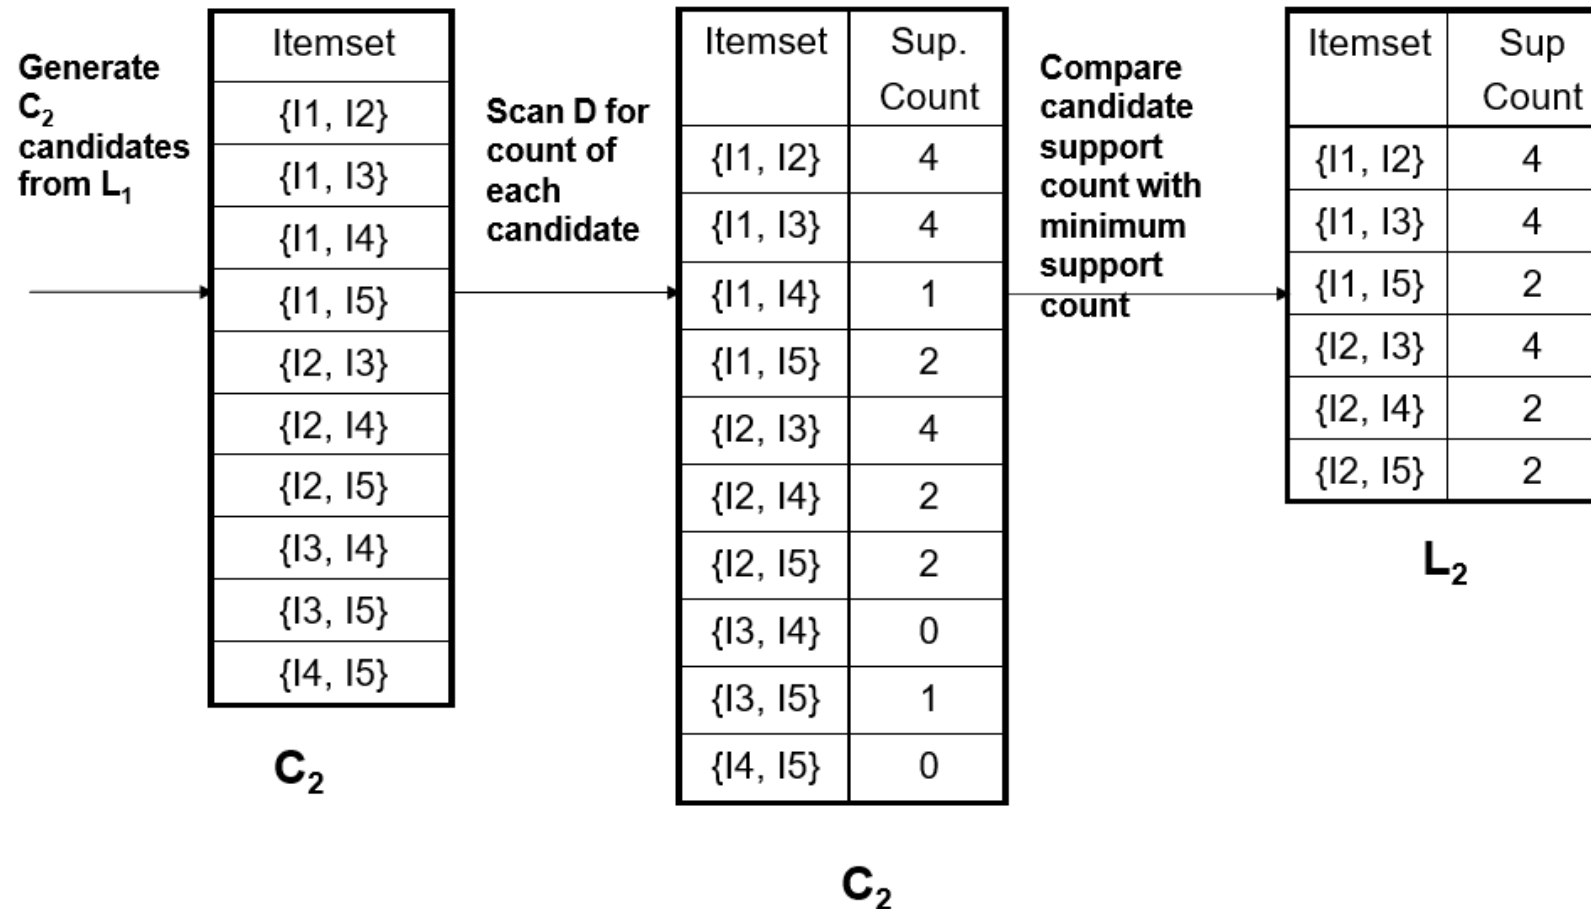 Generate
C2
candidates
from L1
Itemset
{I1, I2}
{I1, I3}
{I1, I4}
{I1, I5}
{I2, I3}
{I2, I4}
{I2, I5}
{I3, I4}
{I3, I5}
{I4, I5}
C2
Scan D for
count of
each
candidate
Itemset Sup.
Count
{I1, I2} 4
{I1, I3} 4
{I1, I4} 1
{I1, I5} 2
{I2, I3} 4
{I2, I4} 2
{I2, I5} 2
{I3, I4} 0
{I3, I5} 1
{I4, I5} 0
C2
Compare
candidate
support
count with
minimum
support
count
Itemset Sup
Count
{I1, I2} 4
{I1, I3} 4
{I1, I5} 2
{I2, I3} 4
{I2, I4} 2
{I2, I5} 2
L2